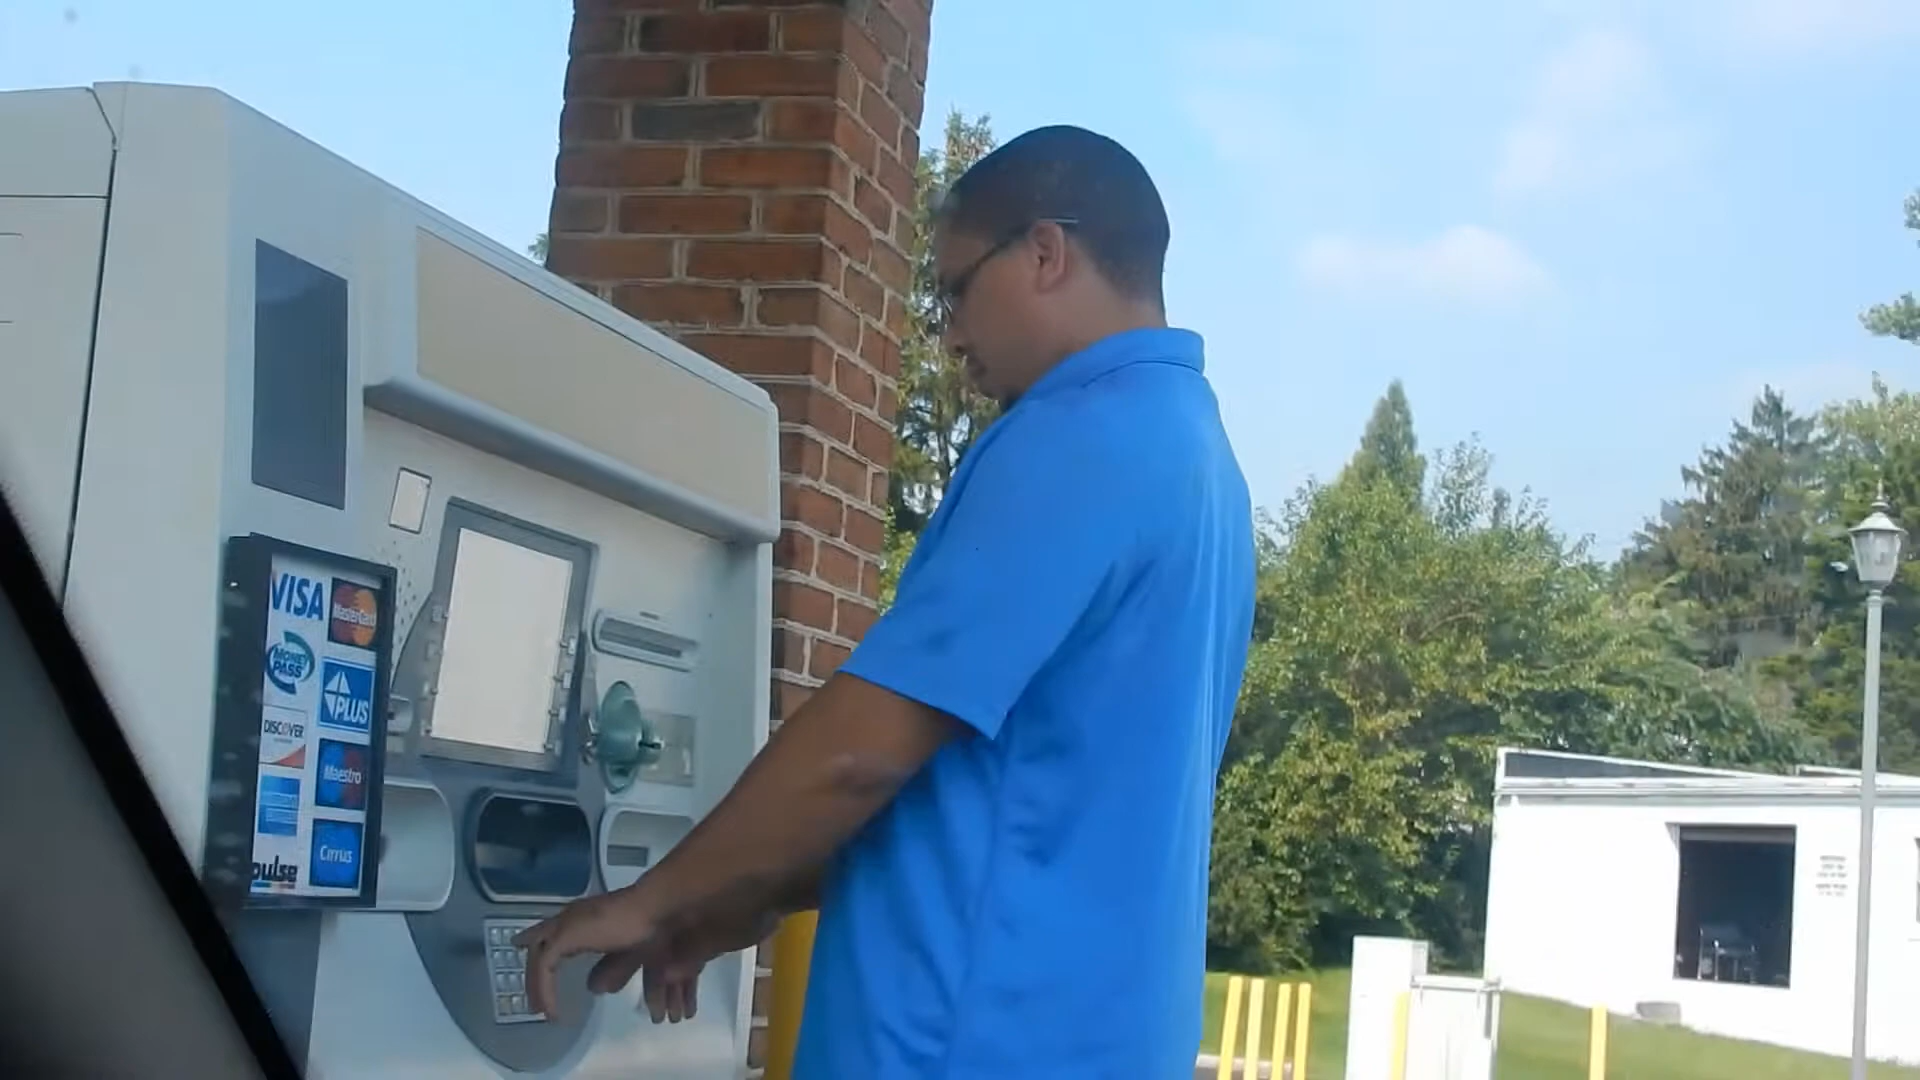 VISA
MasterCard
MONEY PASS
PLUS
DISCOVER
Maestro
Cirrus
pulse